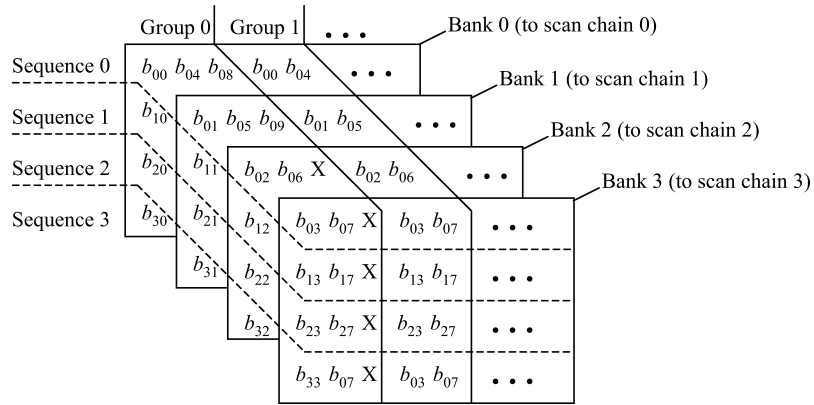 Group 0 Group 1 • • • Bank 0 (to scan chain 0)
Sequence 0 b₀₀ b₀₄ b₀₈ b₀₀ b₀₄ • • • Bank 1 (to scan chain 1)
Sequence 1 b₁₀ b₀₁ b₀₅ b₀₉ b₀₁ b₀₅ • • • Bank 2 (to scan chain 2)
Sequence 2 b₂₀ b₁₁ b₀₂ b₀₆ X b₀₂ b₀₆ • • • Bank 3 (to scan chain 3)
Sequence 3 b₃₀ b₂₁ b₁₂ b₀₃ b₀₇ X b₀₃ b₀₇ • • •
b₃₁ b₂₂ b₁₃ b₁₇ X b₁₃ b₁₇ • • •
b₃₂ b₂₃ b₂₇ X b₂₃ b₂₇ • • •
b₃₃ b₀₇ X b₀₃ b₀₇ • • •